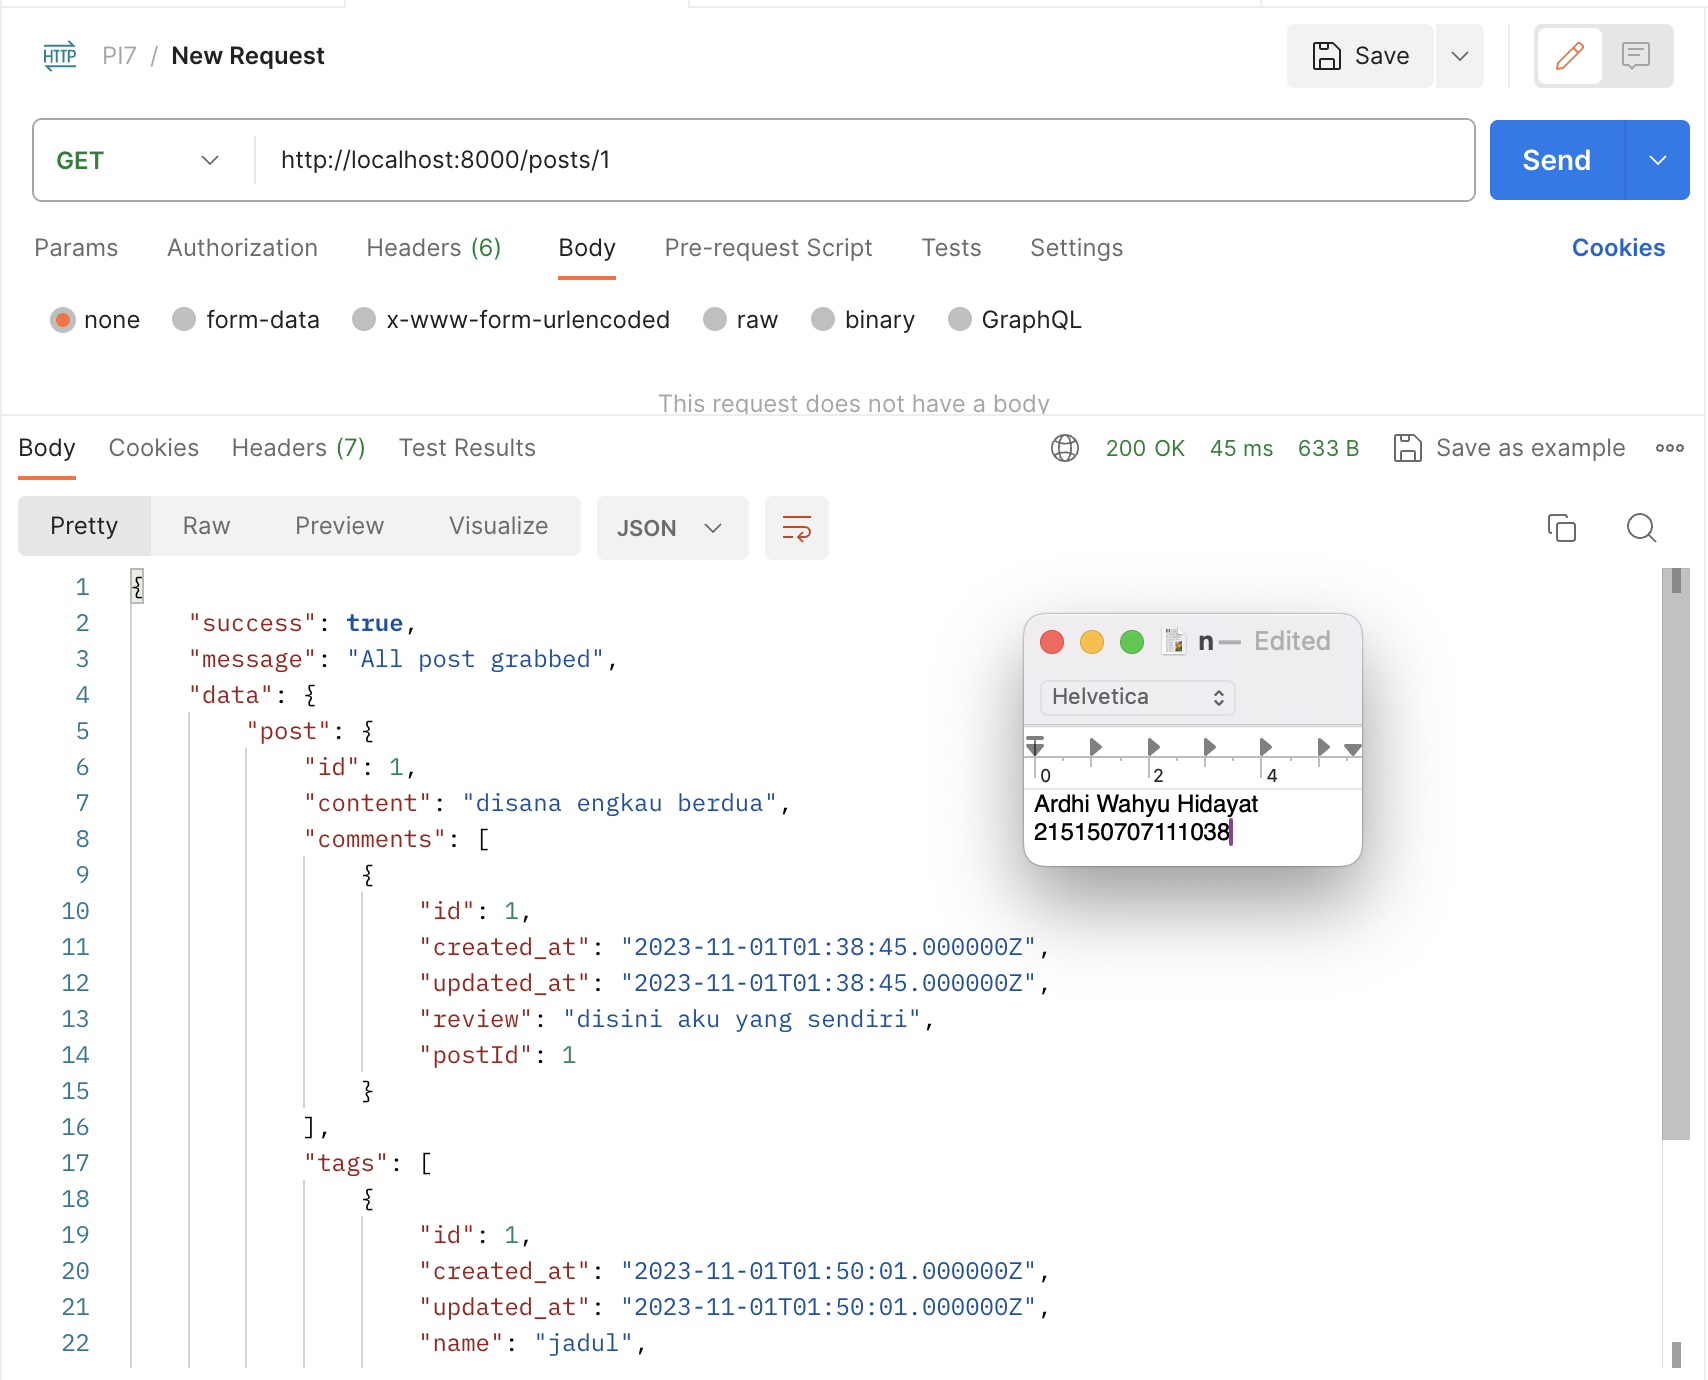 HTTP PI7 / New Request Save
GET http://localhost:8000/posts/1 Send
Params Authorization Headers (6) Body Pre-request Script Tests Settings Cookies
none form-data x-www-form-urlencoded raw binary GraphQL
This request does not have a body
Body Cookies Headers (7) Test Results 200 OK 45 ms 633 B Save as example
Pretty Raw Preview Visualize JSON
1 {
2 "success": true,
3 "message": "All post grabbed",
4 "data": {
5 "post": {
6 "id": 1,
7 "content": "disana engkau berdua",
8 "comments": [
9 {
10 "id": 1,
11 "created_at": "2023-11-01T01:38:45.000000Z",
12 "updated_at": "2023-11-01T01:38:45.000000Z",
13 "review": "disini aku yang sendiri",
14 "postId": 1
15 }
16 ],
17 "tags": [
18 {
19 "id": 1,
20 "created_at": "2023-11-01T01:50:01.000000Z",
21 "updated_at": "2023-11-01T01:50:01.000000Z",
22 "name": "jadul",
n — Edited
Helvetica
0 2 4
Ardhi Wahyu Hidayat
215150707111038